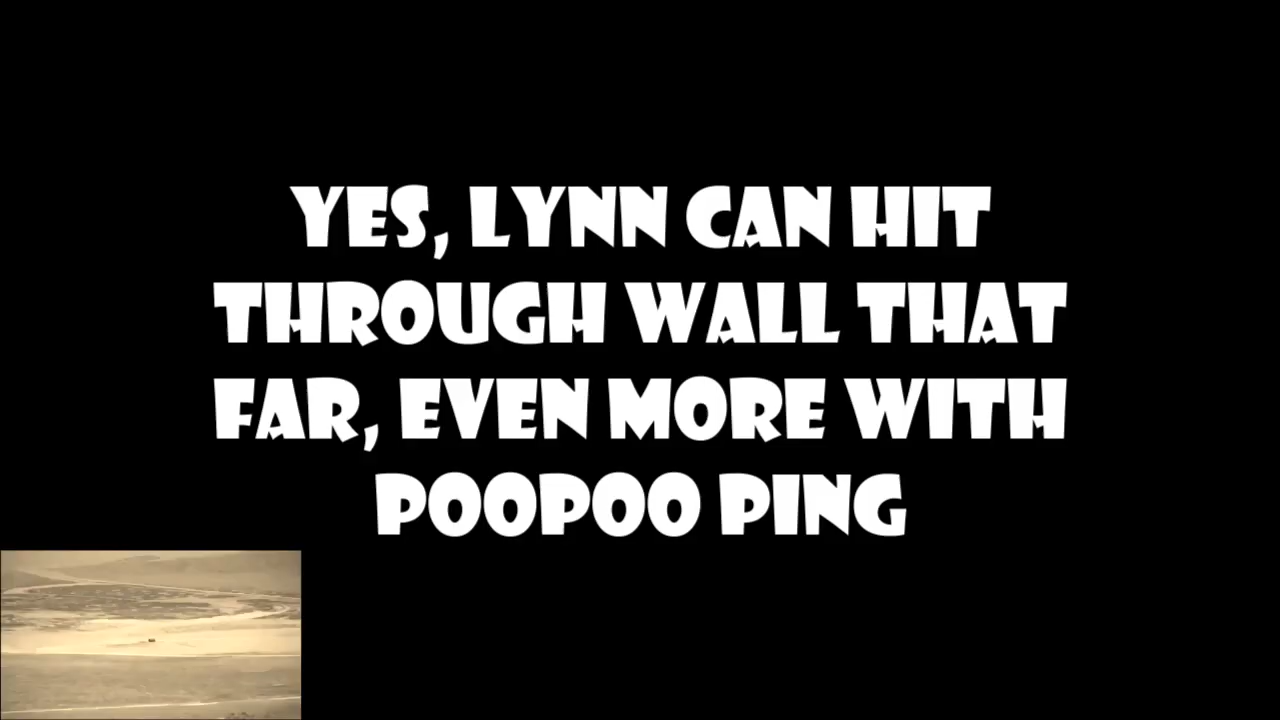 YES, LYNN CAN HIT
THROUGH WALL THAT
FAR, EVEN MORE WITH
POOPOO PING